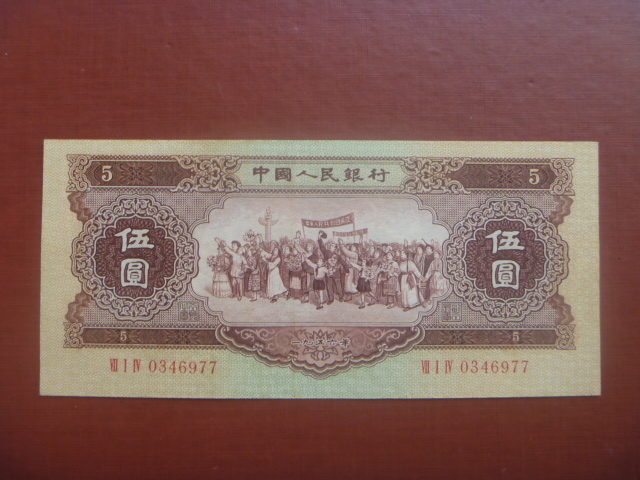 5 中國人民銀行 5
伍圓 伍圓
5 一九五六年 5
VII I IV 0346977 VII I IV 0346977